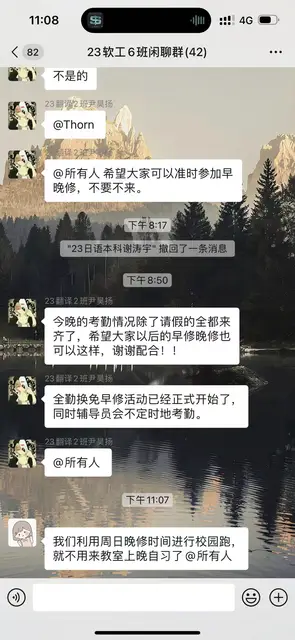 11:08
4G
82
23软工6班闲聊群(42)
不是的
23翻译2班尹昊扬
@Thorn
23翻译2班尹昊扬
@所有人 希望大家可以准时参加早
晚修，不要不来。
下午 8:17
"23日语本科谢涛宇" 撤回了一条消息
下午 8:50
23翻译2班尹昊扬
今晚的考勤情况除了请假的全都来
齐了，希望大家以后的早修晚修也
可以这样，谢谢配合！！
23翻译2班尹昊扬
全勤换免早修活动已经正式开始了，
同时辅导员会不定时地考勤。
23翻译2班尹昊扬
@所有人
下午 11:07
我们利用周日晚修时间进行校园跑，
就不用来教室上晚自习了@所有人